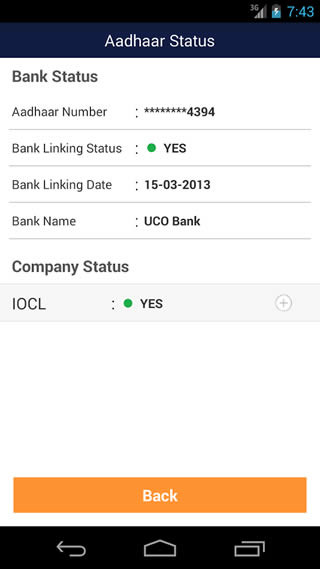 3G 7:43
Aadhaar Status
Bank Status
Aadhaar Number : ********4394
Bank Linking Status : YES
Bank Linking Date : 15-03-2013
Bank Name : UCO Bank
Company Status
IOCL : YES
Back